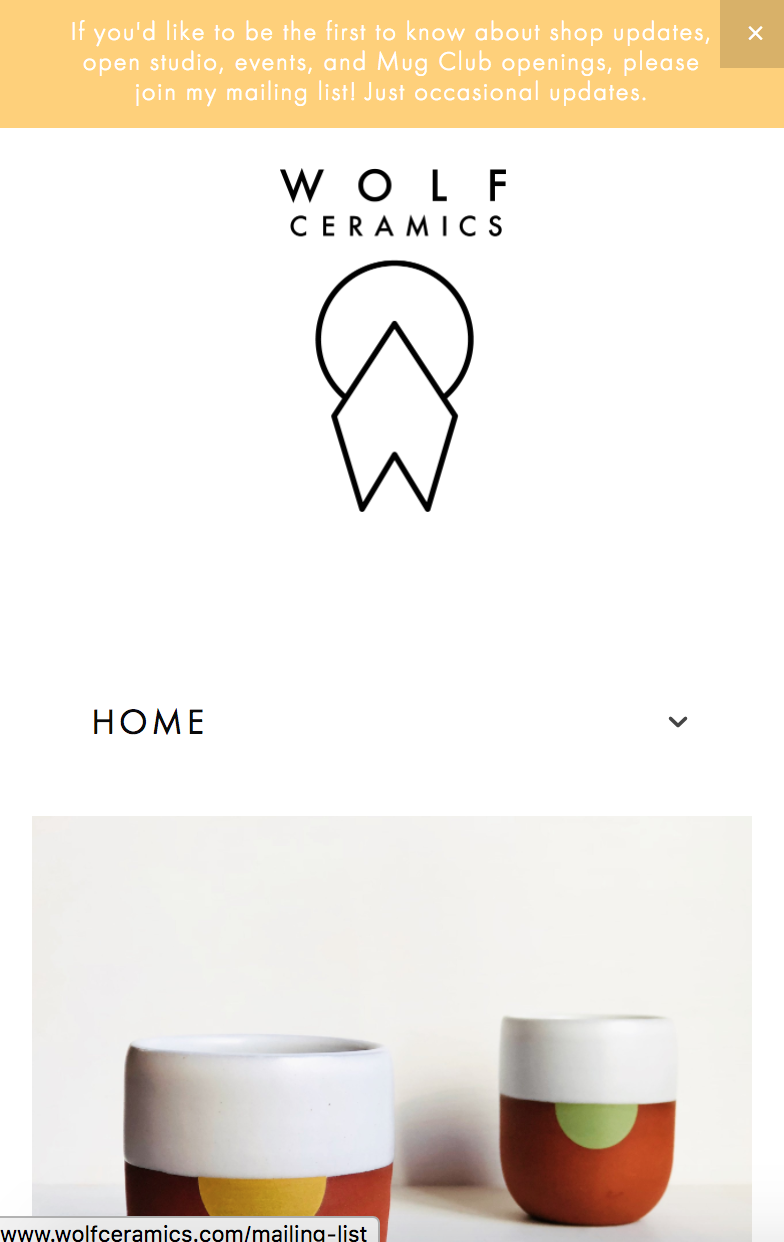 If you'd like to be the first to know about shop updates,
open studio, events, and Mug Club openings, please
join my mailing list! Just occasional updates.
WOLF
CERAMICS
HOME
www.wolfceramics.com/mailing-list